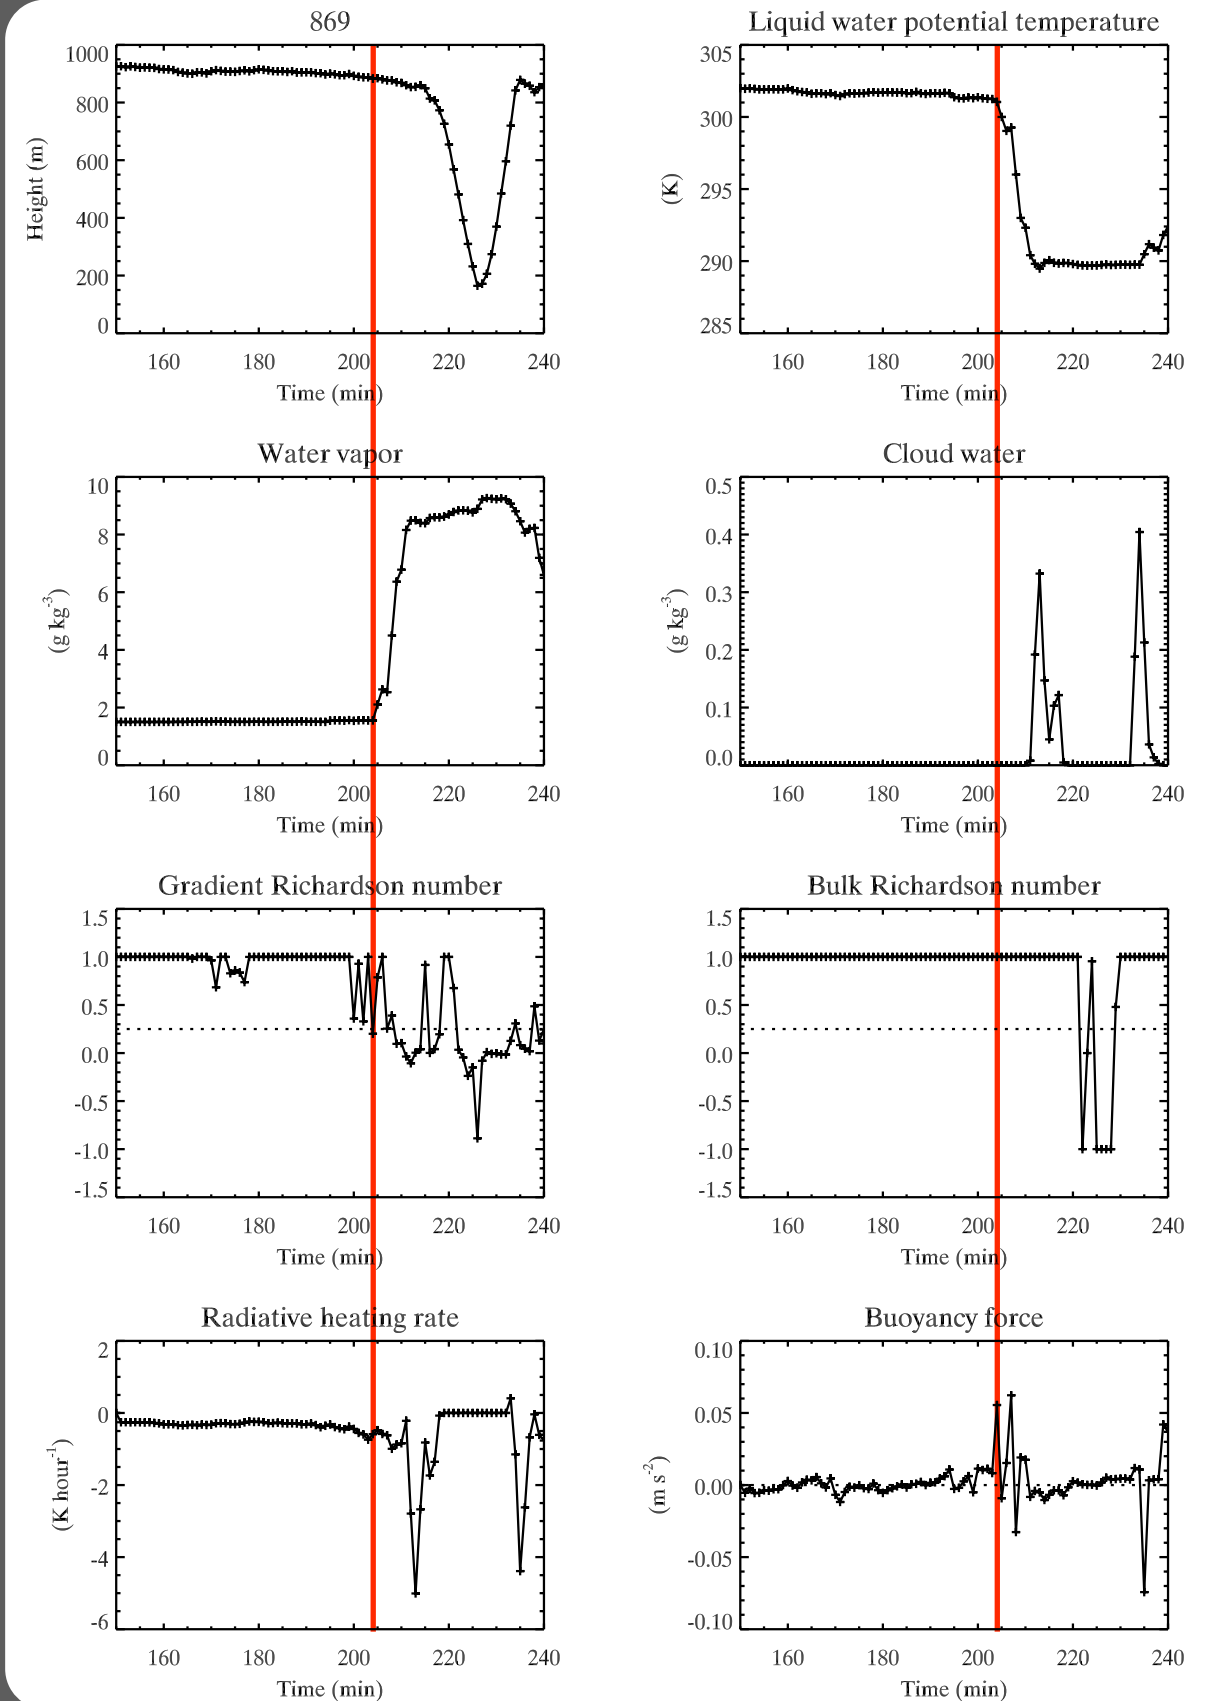 869
1000
800
600
400
200
0
Height (m)
160 180 200 220 240
Time (min)
Liquid water potential temperature
305
300
295
290
285
(K)
160 180 200 220 240
Time (min)
Water vapor
10
8
6
4
2
0
(g kg-3)
160 180 200 220 240
Time (min)
Cloud water
0.5
0.4
0.3
0.2
0.1
0.0
(g kg-3)
160 180 200 220 240
Time (min)
Gradient Richardson number
1.5
1.0
0.5
0.0
-0.5
-1.0
-1.5
160 180 200 220 240
Time (min)
Bulk Richardson number
1.5
1.0
0.5
0.0
-0.5
-1.0
-1.5
160 180 200 220 240
Time (min)
Radiative heating rate
2
0
-2
-4
-6
(K hour-1)
160 180 200 220 240
Time (min)
Buoyancy force
0.10
0.05
0.00
-0.05
-0.10
(m s-2)
160 180 200 220 240
Time (min)